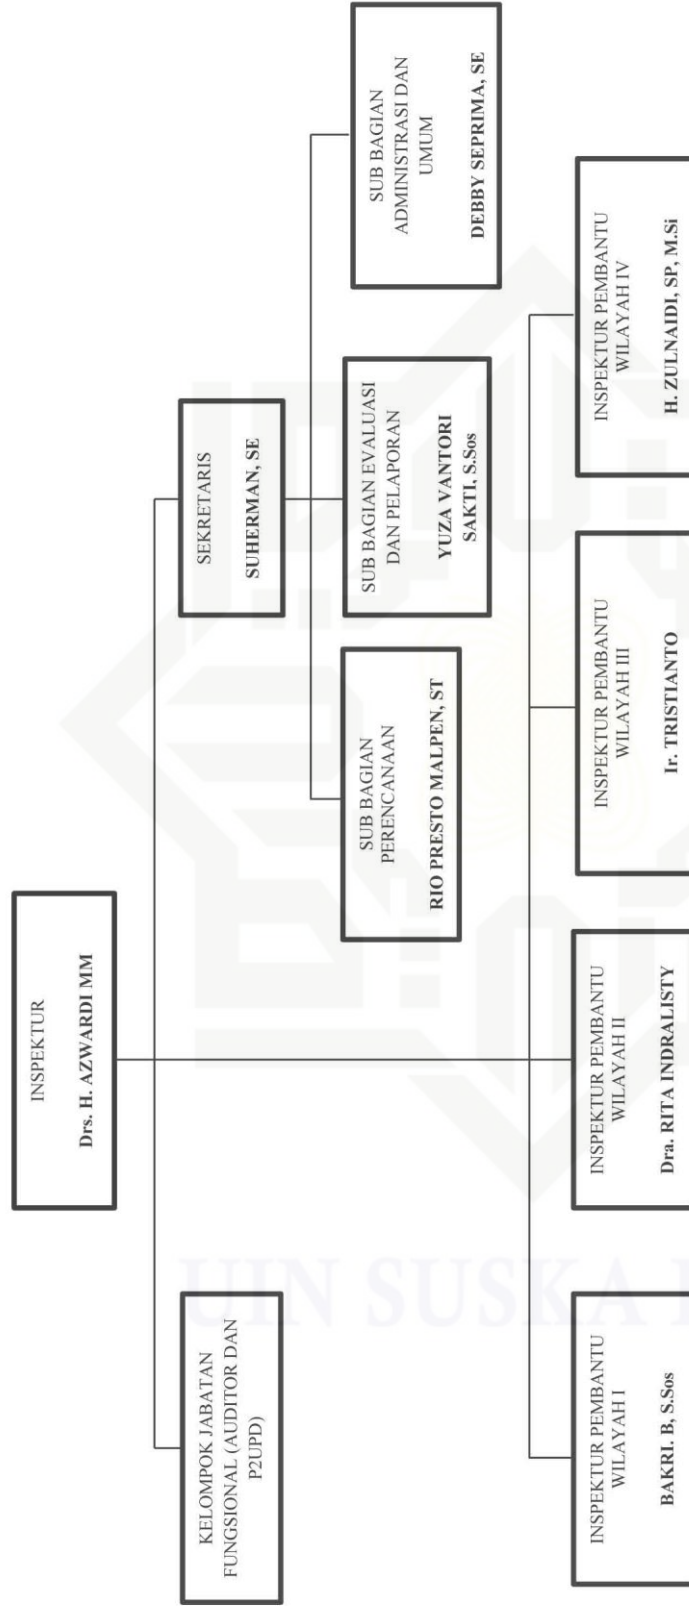 INSPEKTUR
Drs. H. AZWARDI MM
KELOMPOK JABATAN
FUNGSIONAL (AUDITOR DAN
P2UPD)
SEKRETARIS
SUHERMAN, SE
SUB BAGIAN
PERENCANAAN
RIO PRESTO MALPEN, ST
SUB BAGIAN EVALUASI
DAN PELAPORAN
YUZA VANTORI
SAKTI, S.Sos
SUB BAGIAN
ADMINISTRASI DAN
UMUM
DEBBY SEPRIMA, SE
INSPEKTUR PEMBANTU
WILAYAH I
BAKRI. B, S.Sos
INSPEKTUR PEMBANTU
WILAYAH II
Dra. RITA INDRALISTY
INSPEKTUR PEMBANTU
WILAYAH III
Ir. TRISTIANTO
INSPEKTUR PEMBANTU
WILAYAH IV
H. ZULNAIDI, SP, M.Si
UIN SUSKA